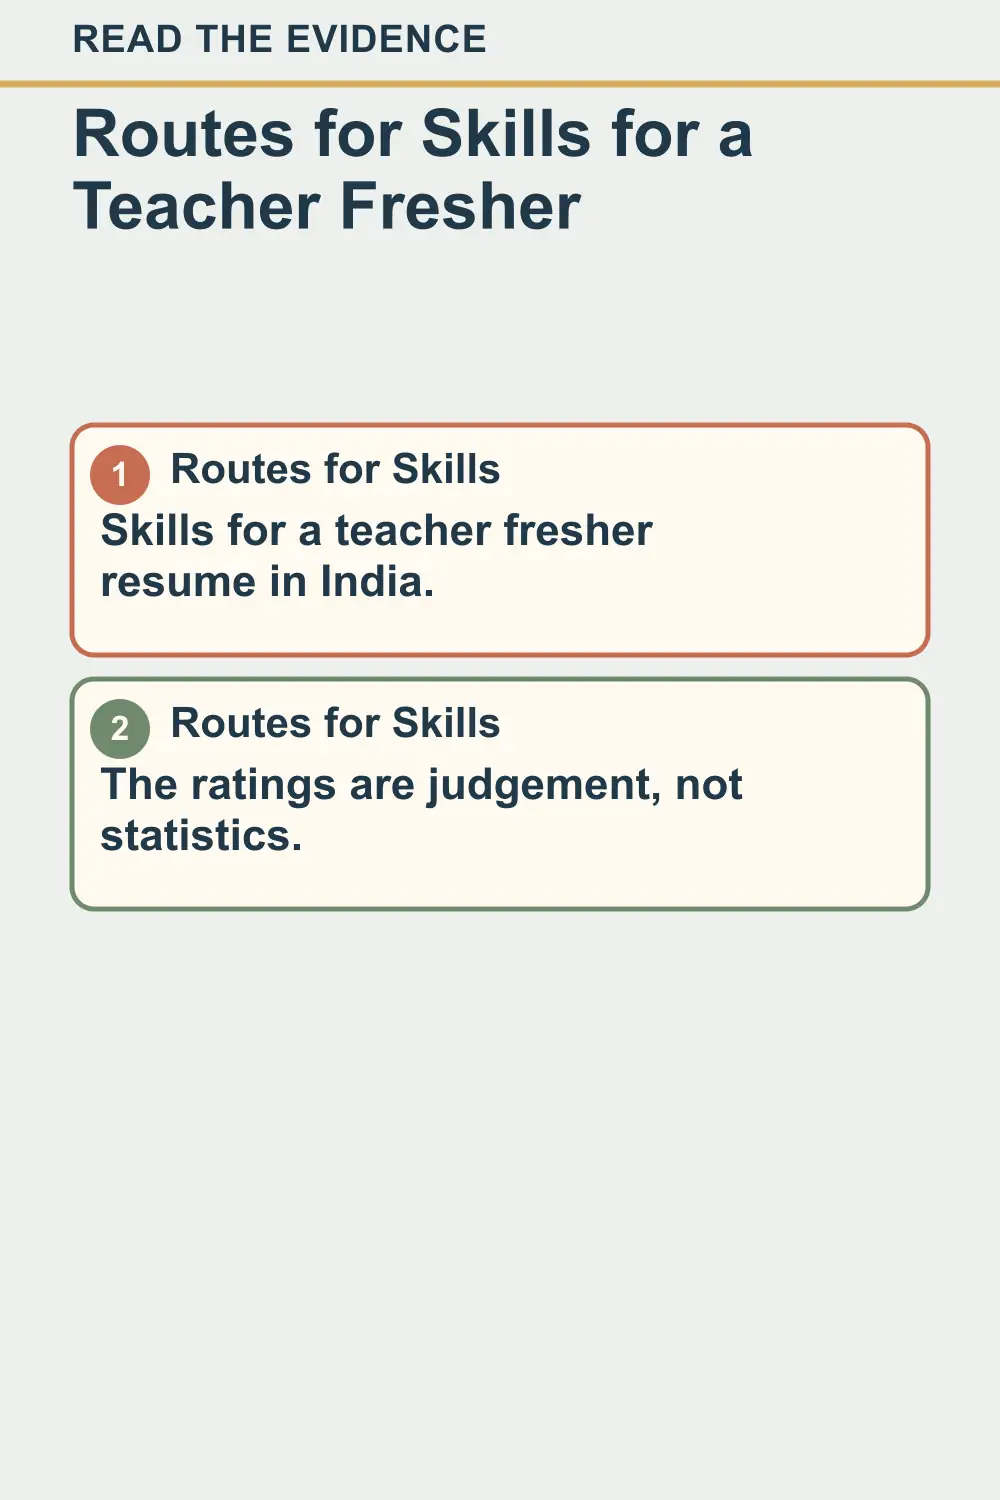 READ THE EVIDENCE
Routes for Skills for a
Teacher Fresher
1 Routes for Skills
Skills for a teacher fresher
resume in India.
2 Routes for Skills
The ratings are judgement, not
statistics.